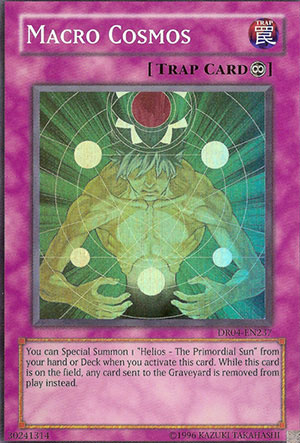 MACRO COSMOS
TRAP
罠
[TRAP CARD∞]
DR04-EN237
You can Special Summon 1 "Helios - The Primordial Sun" from
your hand or Deck when you activate this card. While this card
is on the field, any card sent to the Graveyard is removed from
play instead.
30241314
©1996 KAZUKI TAKAHASHI